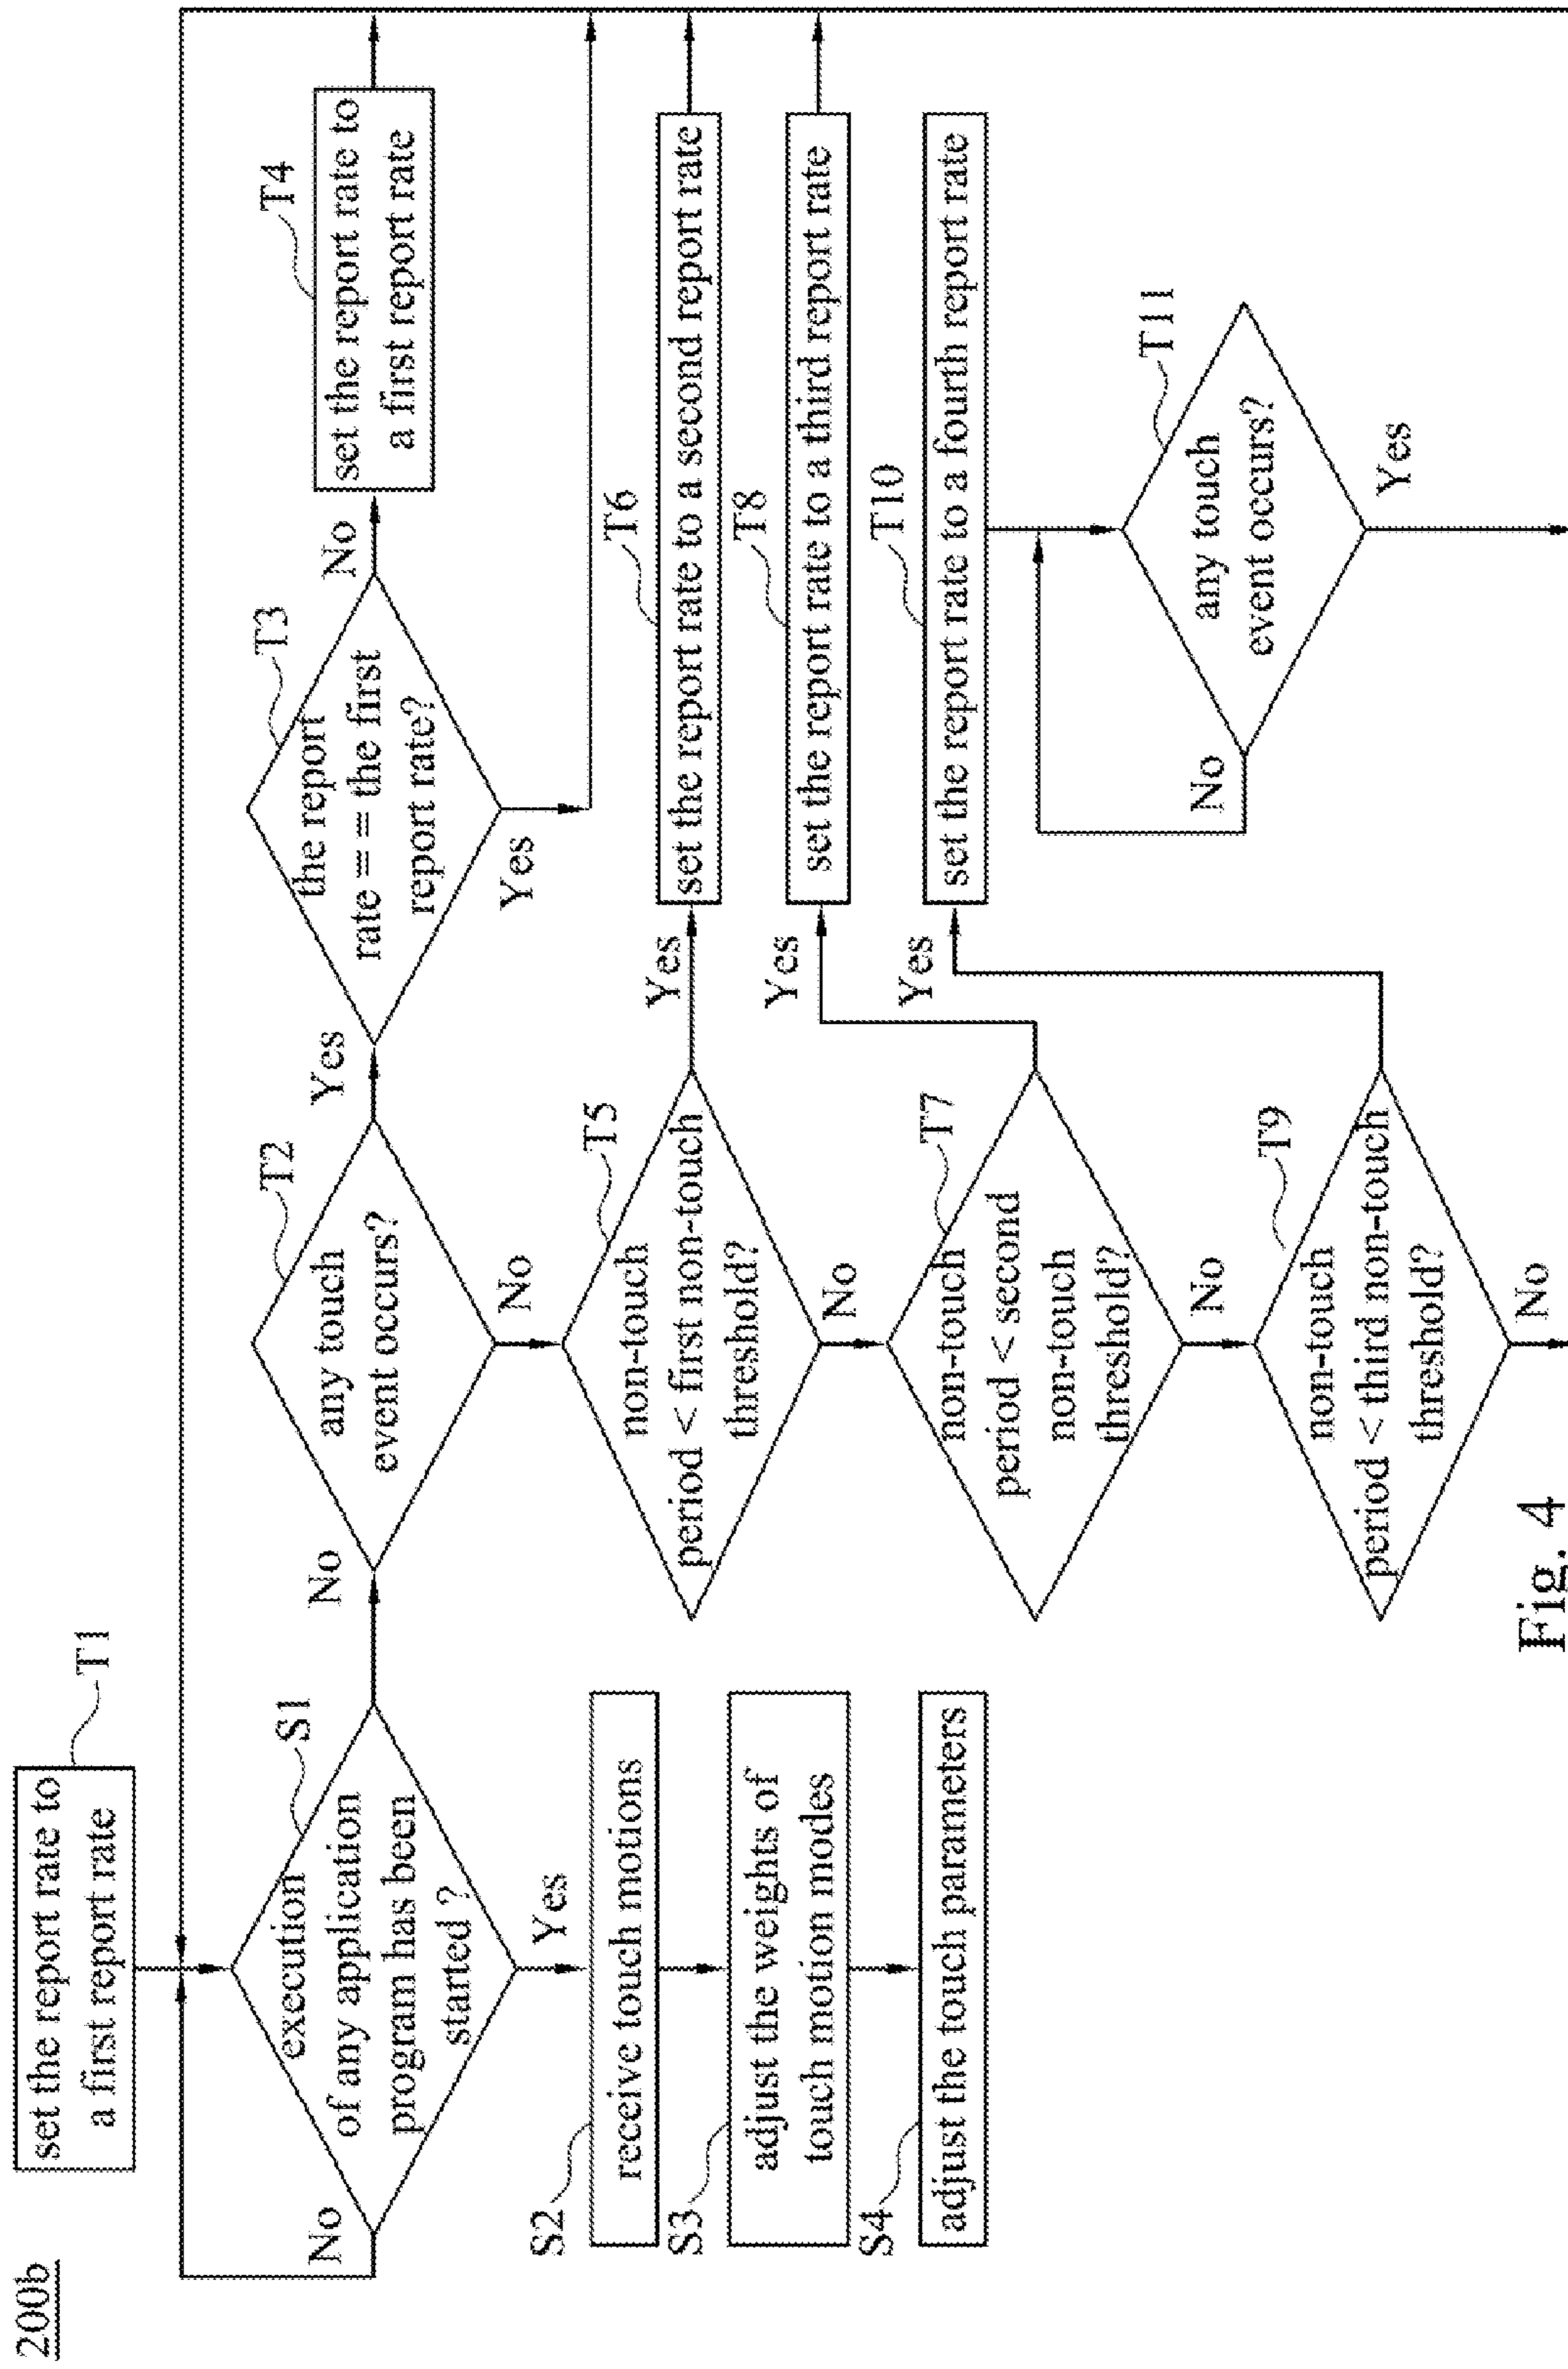 200b
set the report rate to
a first report rate
T1
execution
of any application
program has been
started ?
S1
No
No
Yes
S2
receive touch motions
S3
adjust the weights of
touch motion modes
S4
adjust the touch parameters
any touch
event occurs?
T2
Yes
No
the report
rate = = the first
report rate?
T3
No
Yes
set the report rate to
a first report rate
T4
non-touch
period < first non-touch
threshold?
T5
Yes
No
set the report rate to a second report rate
T6
non-touch
period < second
non-touch
threshold?
T7
Yes
No
set the report rate to a third report rate
T8
non-touch
period < third non-touch
threshold?
T9
Yes
No
set the report rate to a fourth report rate
T10
any touch
event occurs?
T11
No
Yes
Fig. 4